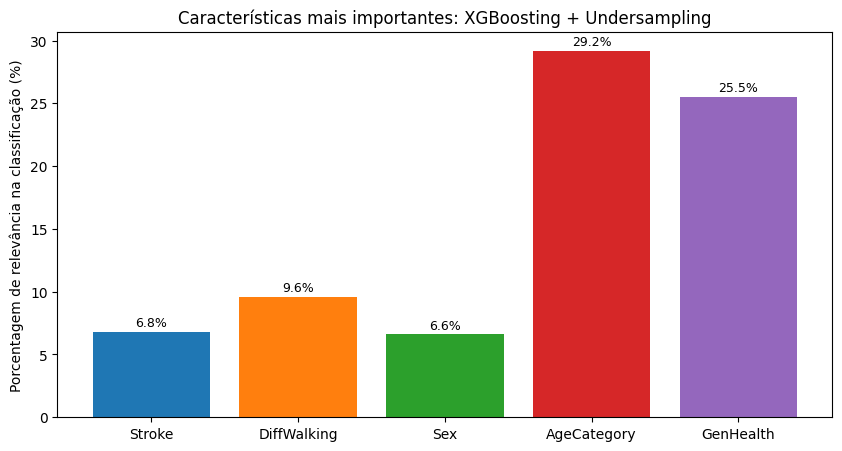 Características mais importantes: XGBoosting + Undersampling
Porcentagem de relevância na classificação (%)
30
25
20
15
10
5
0
6.8%
9.6%
6.6%
29.2%
25.5%
Stroke
DiffWalking
Sex
AgeCategory
GenHealth